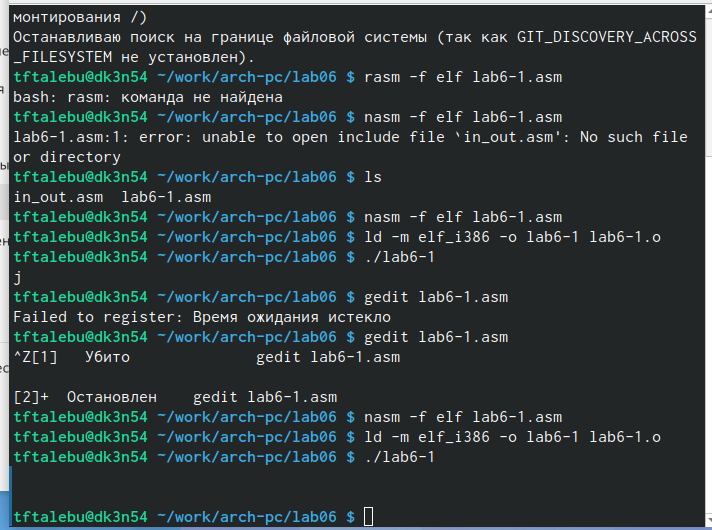 монтирования /)
Останавливаю поиск на границе файловой системы (так как GIT_DISCOVERY_ACROSS
_FILESYSTEM не установлен).
tftalebu@dk3n54 ~/work/arch-pc/lab06 $ rasm -f elf lab6-1.asm
bash: rasm: команда не найдена
tftalebu@dk3n54 ~/work/arch-pc/lab06 $ nasm -f elf lab6-1.asm
lab6-1.asm:1: error: unable to open include file `in_out.asm': No such file
or directory
tftalebu@dk3n54 ~/work/arch-pc/lab06 $ ls
in_out.asm  lab6-1.asm
tftalebu@dk3n54 ~/work/arch-pc/lab06 $ nasm -f elf lab6-1.asm
tftalebu@dk3n54 ~/work/arch-pc/lab06 $ ld -m elf_i386 -o lab6-1 lab6-1.o
tftalebu@dk3n54 ~/work/arch-pc/lab06 $ ./lab6-1
j
tftalebu@dk3n54 ~/work/arch-pc/lab06 $ gedit lab6-1.asm
Failed to register: Время ожидания истекло
tftalebu@dk3n54 ~/work/arch-pc/lab06 $ gedit lab6-1.asm
^Z[1]   Убито              gedit lab6-1.asm
[2]+  Остановлен    gedit lab6-1.asm
tftalebu@dk3n54 ~/work/arch-pc/lab06 $ nasm -f elf lab6-1.asm
tftalebu@dk3n54 ~/work/arch-pc/lab06 $ ld -m elf_i386 -o lab6-1 lab6-1.o
tftalebu@dk3n54 ~/work/arch-pc/lab06 $ ./lab6-1
tftalebu@dk3n54 ~/work/arch-pc/lab06 $